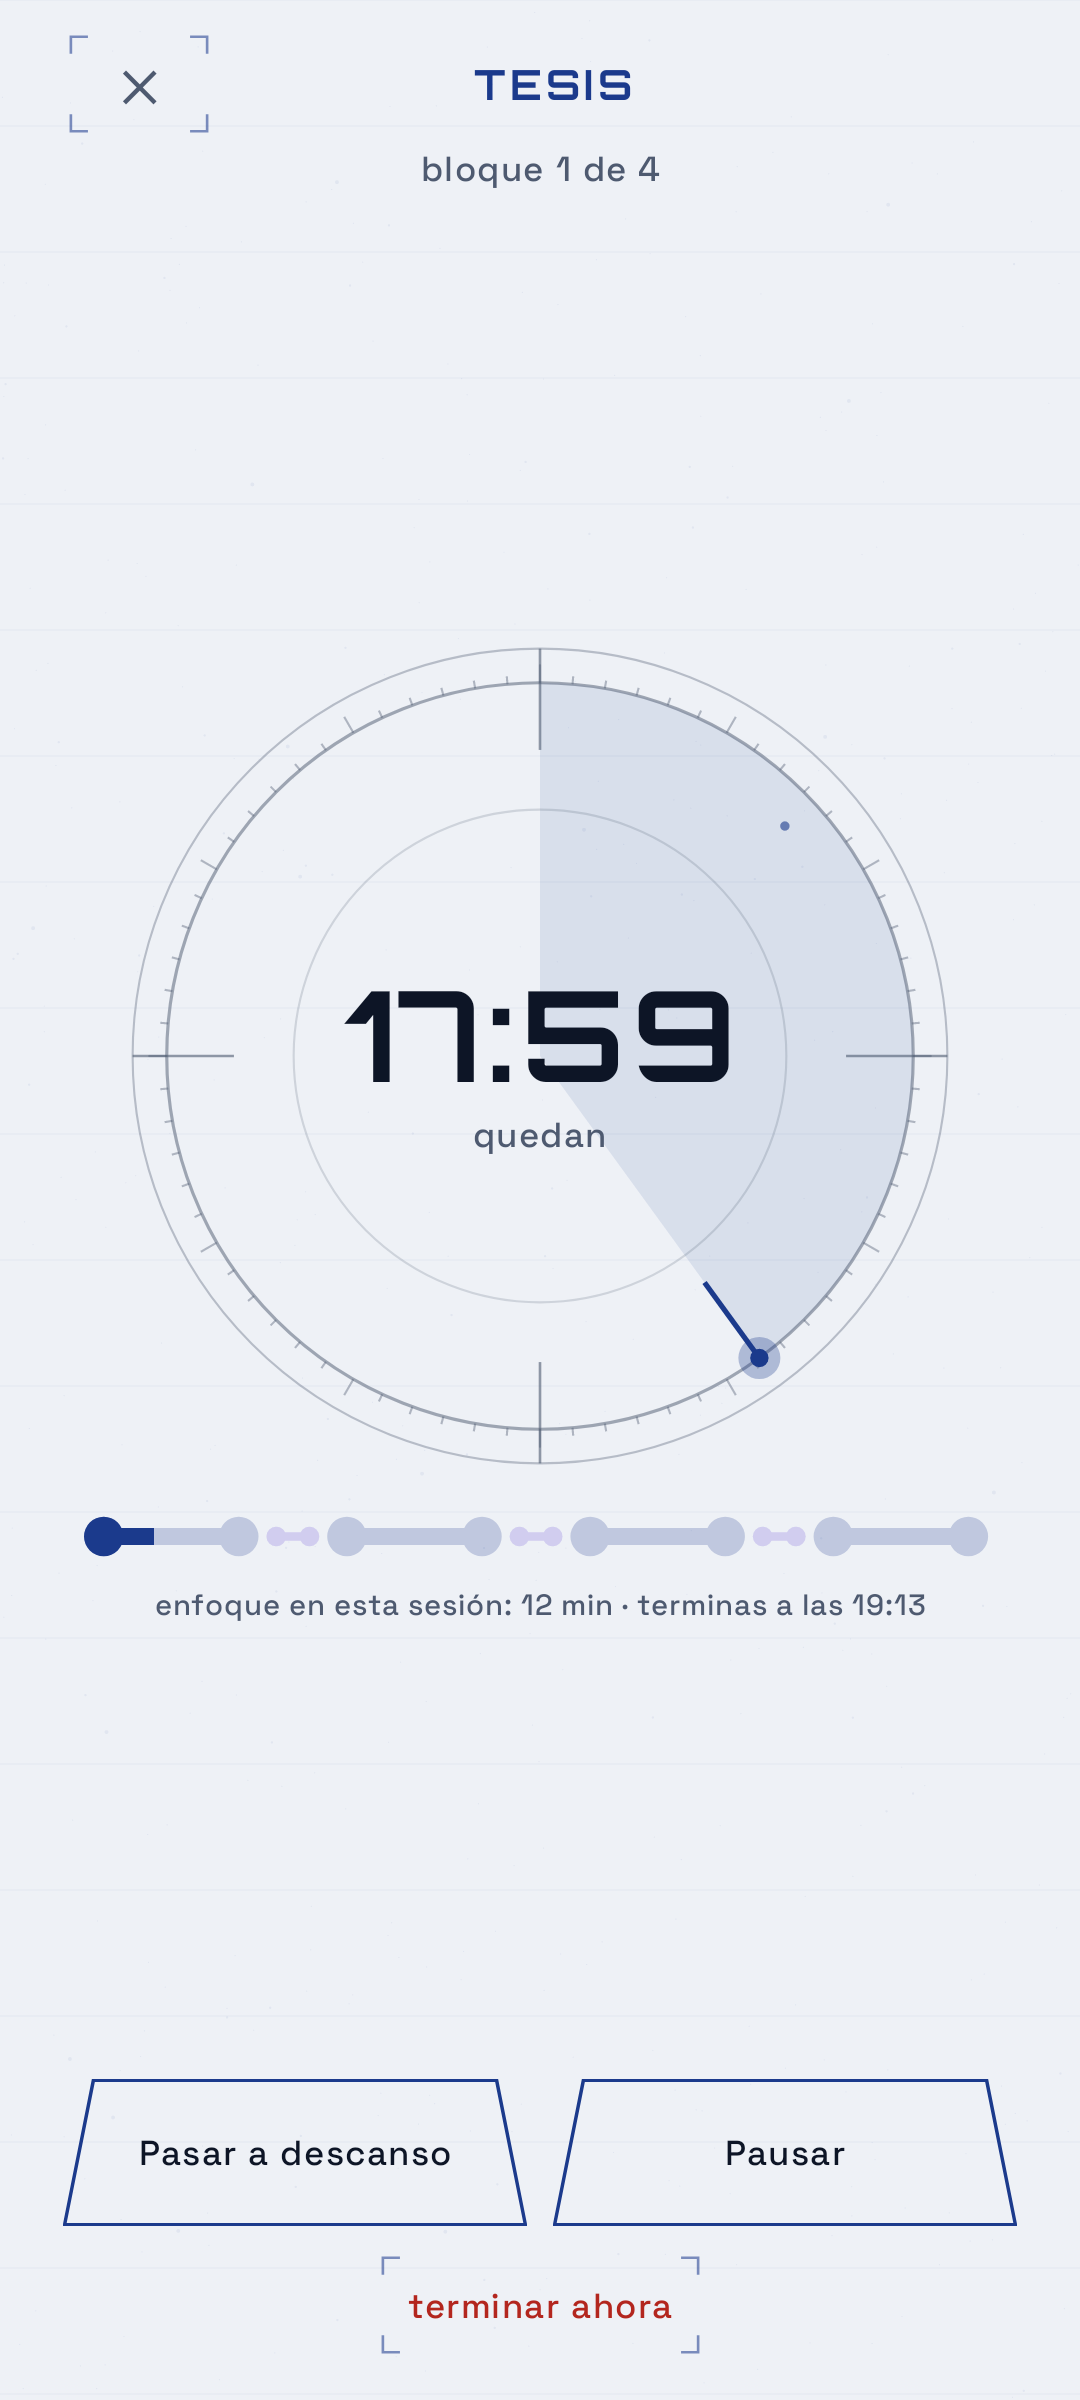 TESIS
bloque 1 de 4
17:59
quedan
enfoque en esta sesión: 12 min · terminas a las 19:13
Pasar a descanso
Pausar
terminar ahora